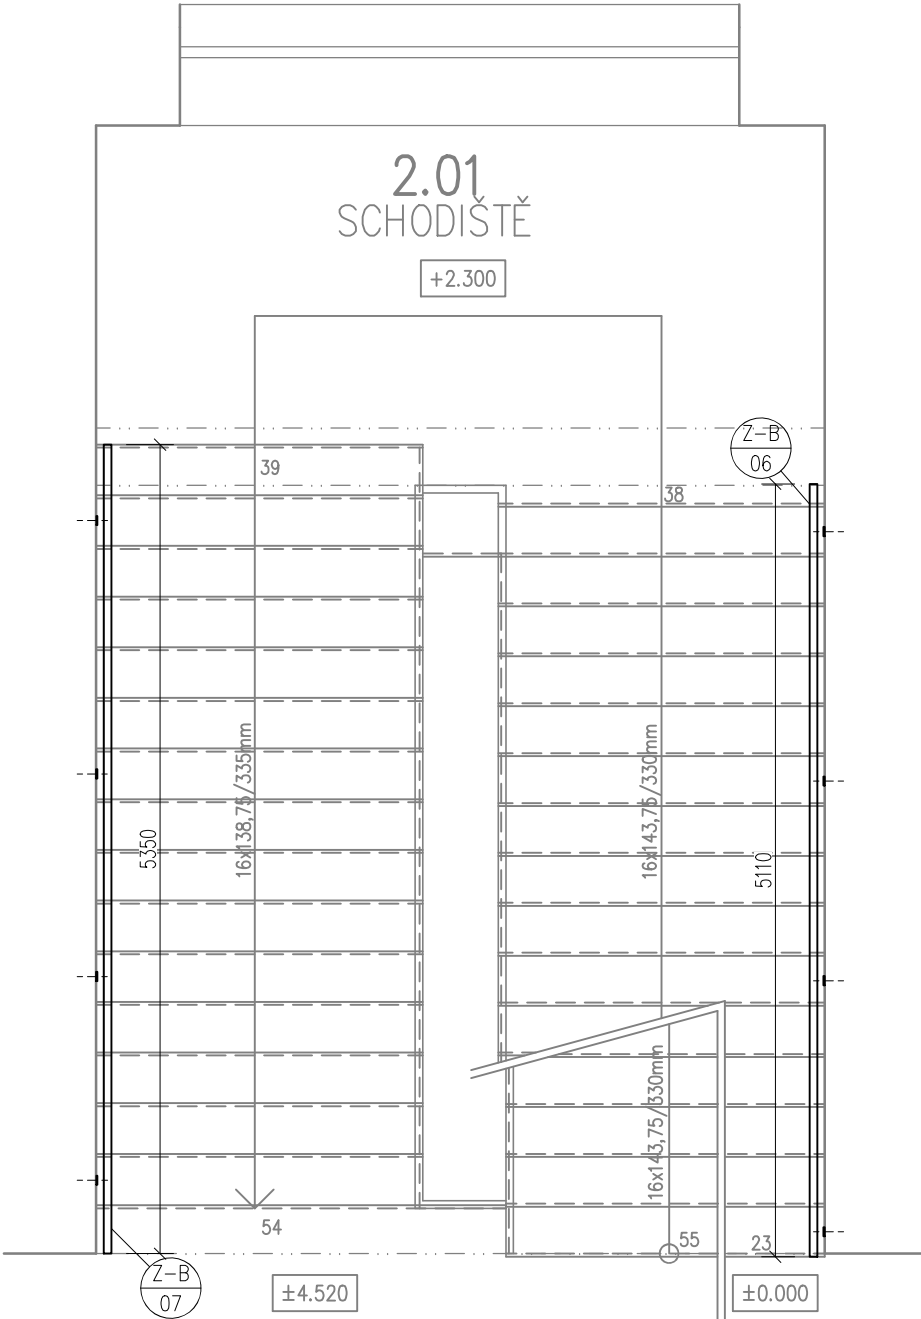 2.01
SCHODIŠTĚ
+2.300
Z-B
06
39
38
16x138,75/335mm
16x143,75/330mm
5350
5110
16x143,75/330mm
54
55
23
Z-B
07
±4.520
±0.000